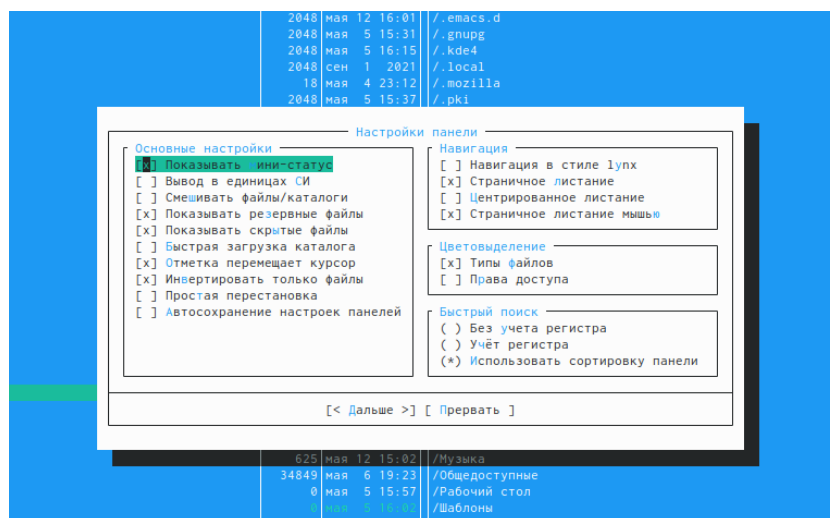 2048 мая 12 16:01 /.emacs.d
2048 мая 5 15:31 /.gnupg
2048 мая 5 16:15 /.kde4
2048 сен 1 2021 /.local
18 мая 4 23:12 /.mozilla
2048 мая 5 15:37 /.pki
Настройки панели
Основные настройки
[x] Показывать мини-статус
[ ] Вывод в единицах СИ
[ ] Смешивать файлы/каталоги
[x] Показывать резервные файлы
[x] Показывать скрытые файлы
[ ] Быстрая загрузка каталога
[x] Отметка перемещает курсор
[x] Инвертировать только файлы
[ ] Простая перестановка
[ ] Автосохранение настроек панелей
Навигация
[ ] Навигация в стиле lynx
[x] Страничное листание
[ ] Центрированное листание
[x] Страничное листание мышью
Цветовыделение
[x] Типы файлов
[ ] Права доступа
Быстрый поиск
( ) Без учета регистра
( ) Учёт регистра
(*) Использовать сортировку панели
[< Дальше >] [ Прервать ]
625 мая 12 15:02 /Музыка
34849 мая 6 19:23 /Общедоступные
0 мая 5 15:57 /Рабочий стол
0 мая 5 16:02 /Шаблоны